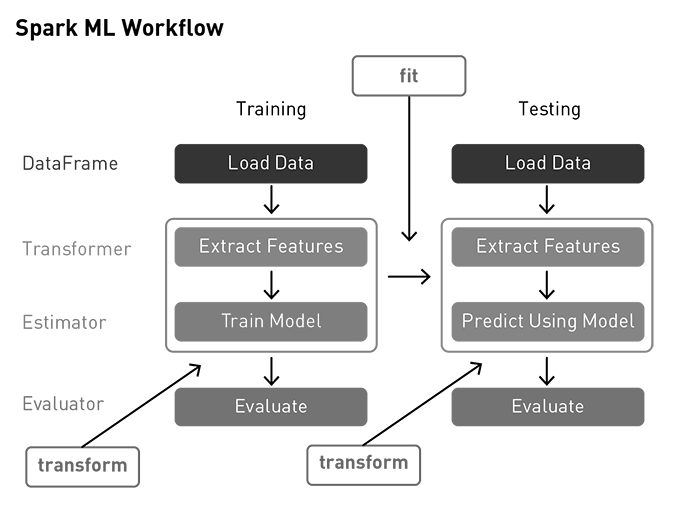 Spark ML Workflow
fit
Training
Testing
DataFrame
Load Data
Load Data
Transformer
Extract Features
Extract Features
Estimator
Train Model
Predict Using Model
Evaluator
Evaluate
Evaluate
transform
transform